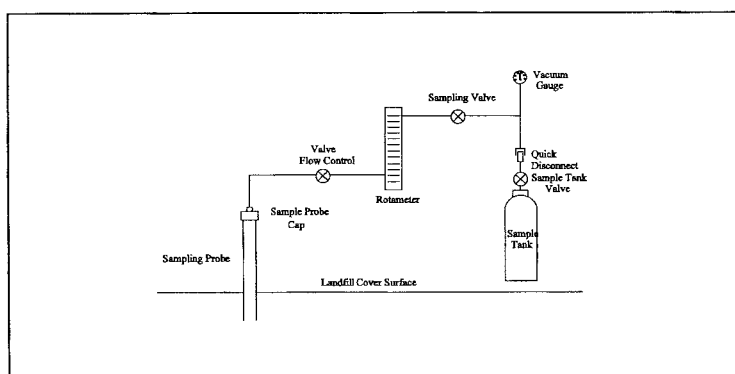 Vacuum
Gauge
Sampling Valve
Valve
Flow Control
Quick
Disconnect
Sample Tank
Valve
Rotameter
Sample Probe
Cap
Sample
Tank
Sampling Probe
Landfill Cover Surface